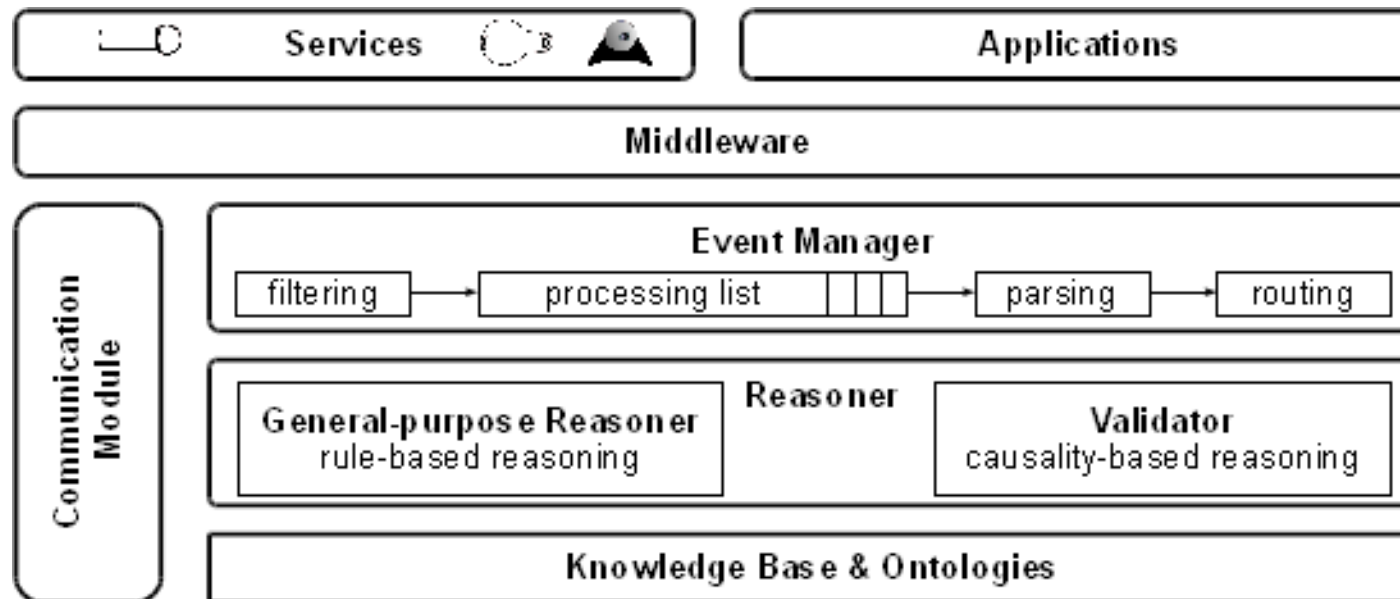 Services
Applications
Middleware
Communication
Module
Event Manager
filtering
processing list
parsing
routing
Reasoner
General-purpose Reasoner
rule-based reasoning
Validator
causality-based reasoning
Knowledge Base & Ontologies